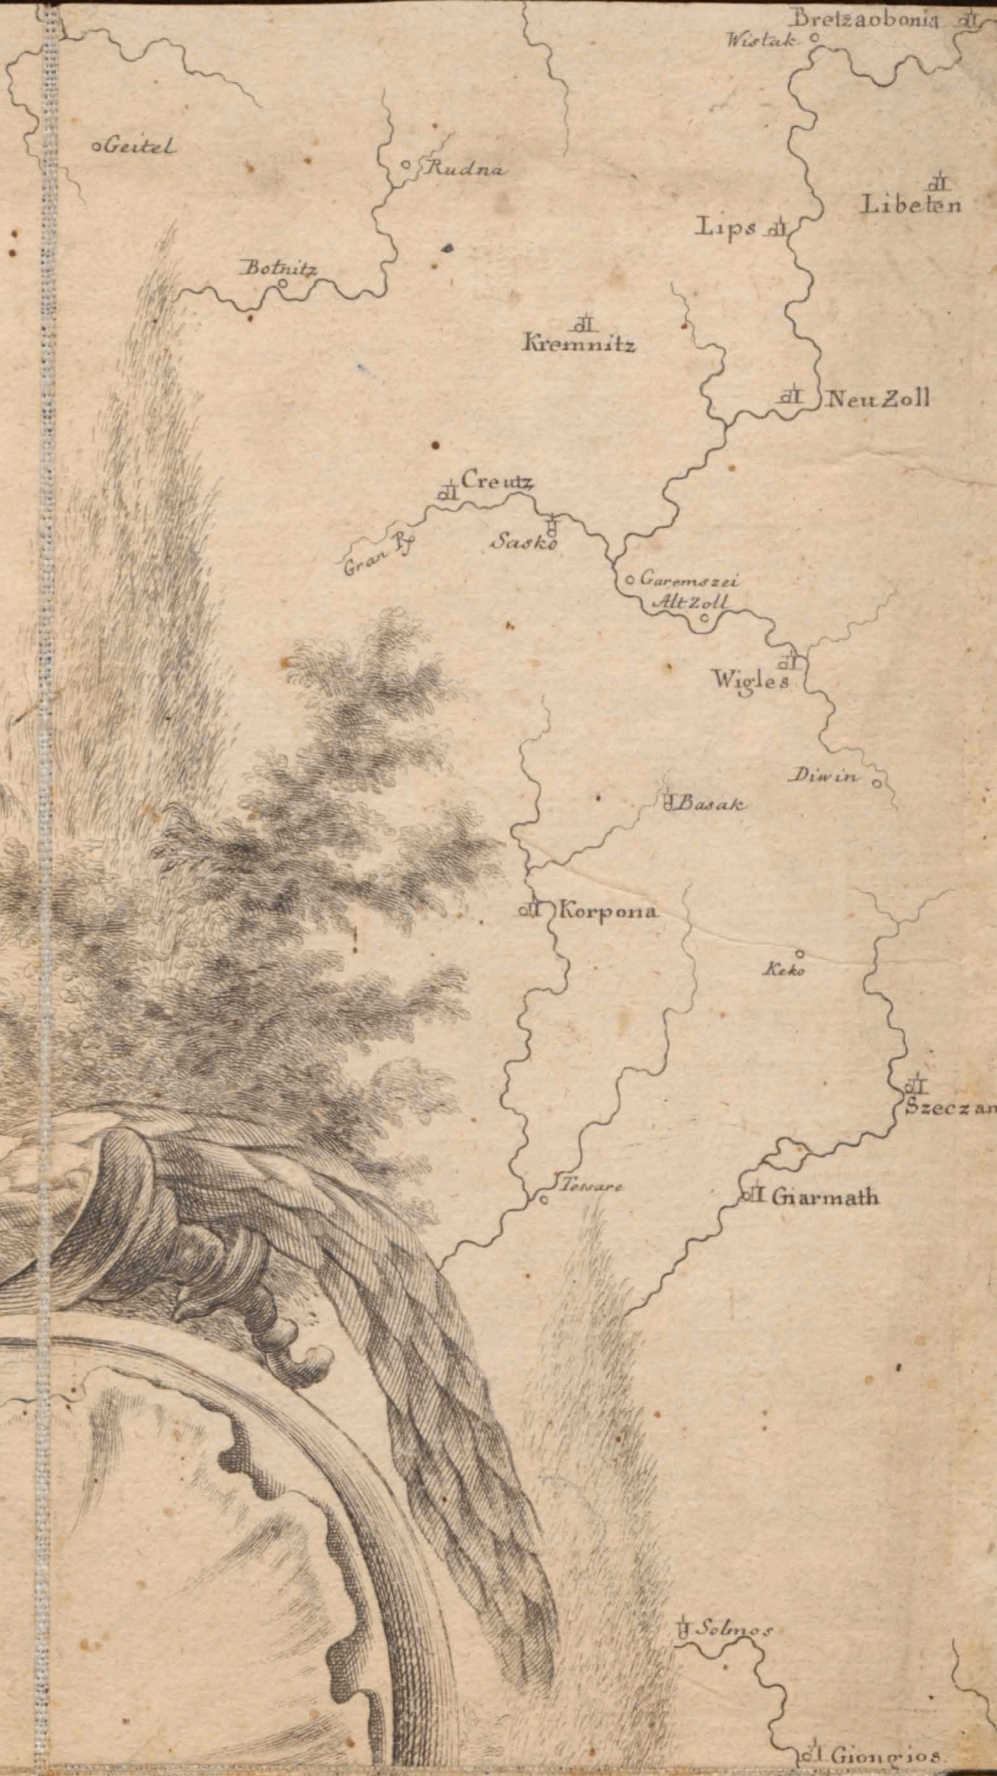 Bretzaobonia
Wistak
Geitel
Rudna
Libeten
Lips
Botnitz
Kremnitz
Neu Zoll
Creutz
Sasko
Gran Rf
Garemszei
Alt Zoll
Wigles
Diwin
Basak
Korpona
Keko
Szeczan
Tessare
Giarmath
Solmos
Giongios